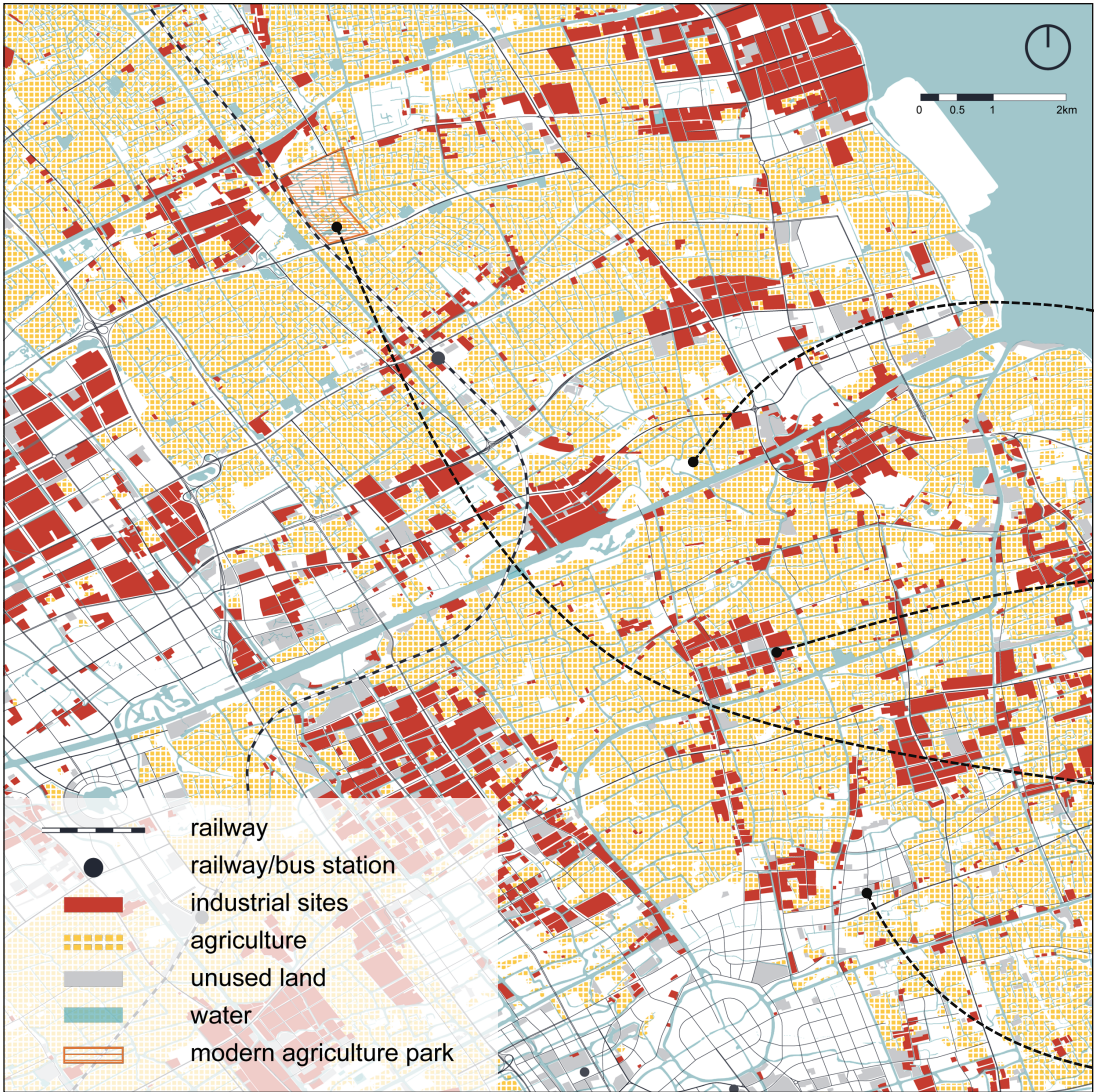 0 0.5 1 2km
railway
railway/bus station
industrial sites
agriculture
unused land
water
modern agriculture park